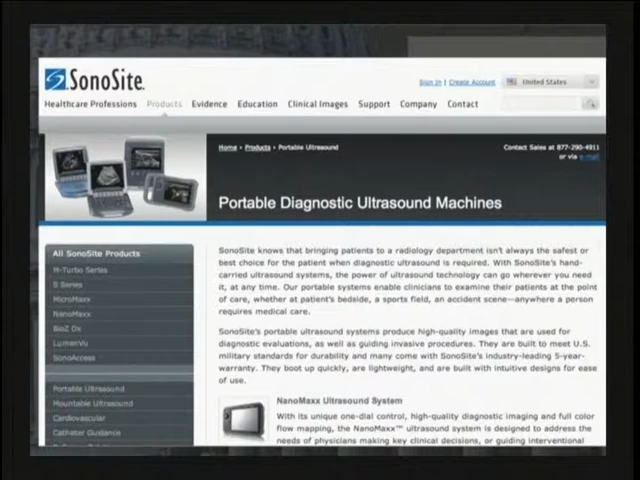 SonoSite.
Sign In | Create Account
United States
Healthcare Professions Products Evidence Education Clinical Images Support Company Contact
Home • Products • Portable Ultrasound
Contact Sales at 877-290-4911
or via e-mail
Portable Diagnostic Ultrasound Machines
All SonoSite Products
M-Turbo Series
S Series
MicroMaxx
NanoMaxx
BioZ Dx
LumenVu
SonoAccess
Portable Ultrasound
Mountable Ultrasound
Cardiovascular
Catheter Guidance
SonoSite knows that bringing patients to a radiology department isn't always the safest or
best choice for the patient when diagnostic ultrasound is required. With SonoSite's hand-
carried ultrasound systems, the power of ultrasound technology can go wherever you need
it, at any time. Our portable systems enable clinicians to examine their patients at the point
of care, whether at patient's bedside, a sports field, an accident scene—anywhere a person
requires medical care.
SonoSite's portable ultrasound systems produce high-quality images that are used for
diagnostic evaluations, as well as guiding invasive procedures. They are built to meet U.S.
military standards for durability and many come with SonoSite's industry-leading 5-year-
warranty. They boot up quickly, are lightweight, and are built with intuitive designs for ease
of use.
NanoMaxx Ultrasound System
With its unique one-dial control, high-quality diagnostic imaging and full color
flow mapping, the NanoMaxx™ ultrasound system is designed to address the
needs of physicians making key clinical decisions, or guiding interventional